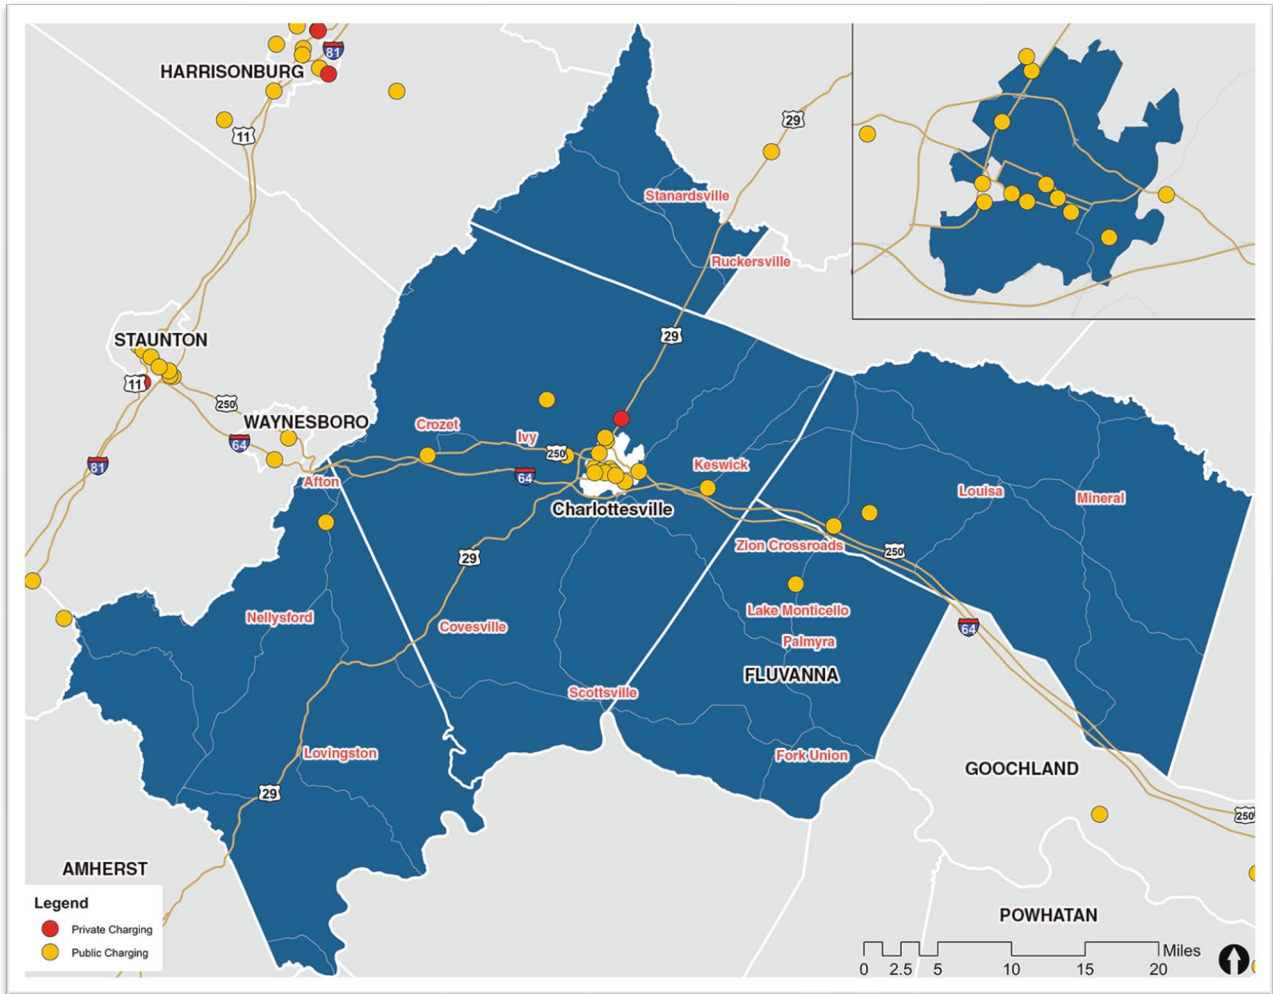 81
HARRISONBURG
11
29
Stanardsville
Ruckersville
29
STAUNTON
11
250
WAYNESBORO
64
81
Crozet
Ivy
250
64
Afton
Keswick
Charlottesville
Louisa
Mineral
Zion Crossroads
250
29
Nellysford
Covesville
Lake Monticello
Palmyra
64
FLUVANNA
Scottsville
Lovingston
Fork Union
29
GOOCHLAND
250
AMHERST
Legend
Private Charging
Public Charging
POWHATAN
Miles
0 2.5 5 10 15 20